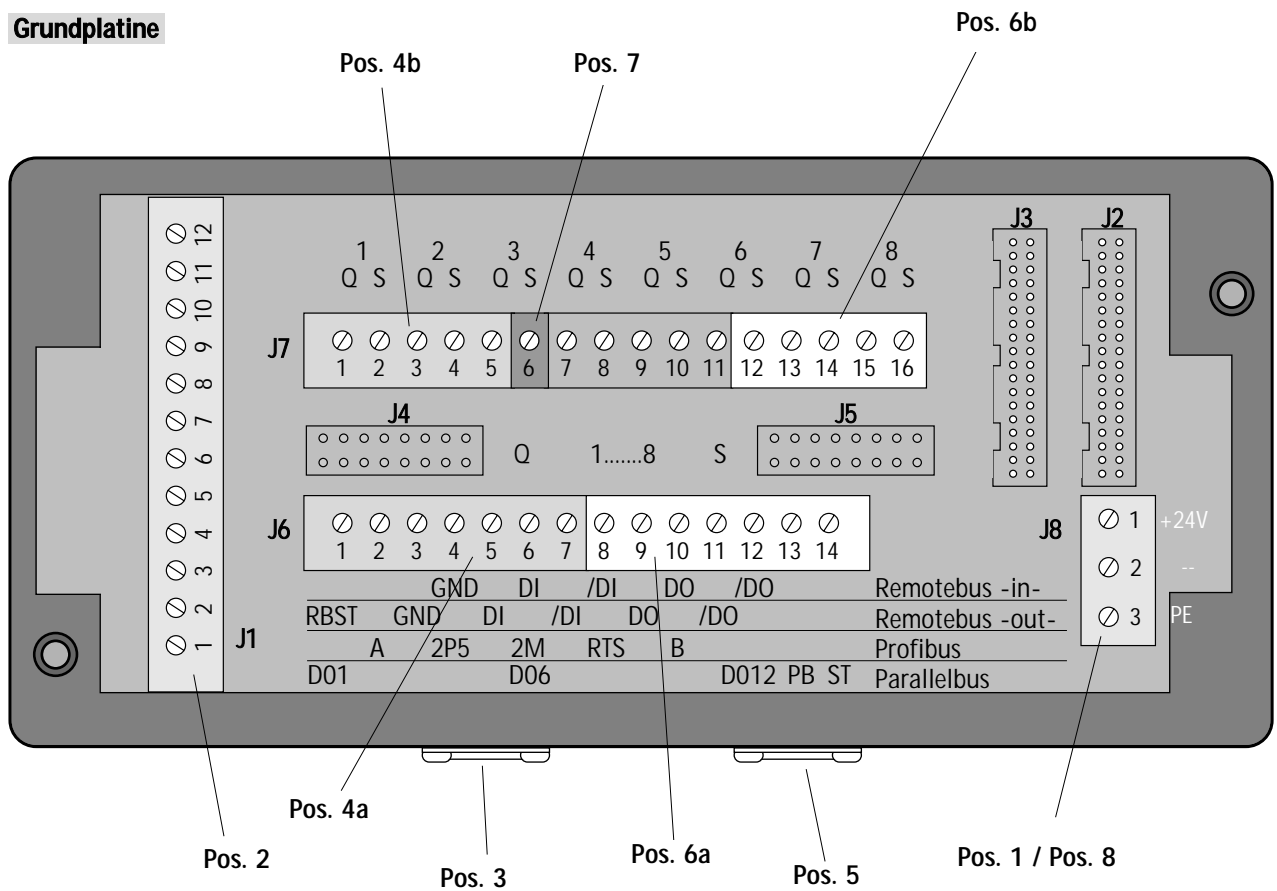 Grundplatine
Pos. 6b
Pos. 4b
Pos. 7
J3 J2
12
11
10
9
8
7
6
5
4
3
2
1
J1
1 2 3 4 5 6 7 8
Q S Q S Q S Q S Q S Q S Q S Q S
J7
1 2 3 4 5 6 7 8 9 10 11 12 13 14 15 16
J4 J5
Q 1.......8 S
J6
1 2 3 4 5 6 7 8 9 10 11 12 13 14
J8
1 +24V
2 --
3 PE
GND DI /DI DO /DO Remotebus -in-
RBST GND DI /DI DO /DO Remotebus -out-
A 2P5 2M RTS B Profibus
D01 D06 D012 PB ST Parallelbus
Pos. 4a
Pos. 2
Pos. 3
Pos. 6a
Pos. 5
Pos. 1 / Pos. 8